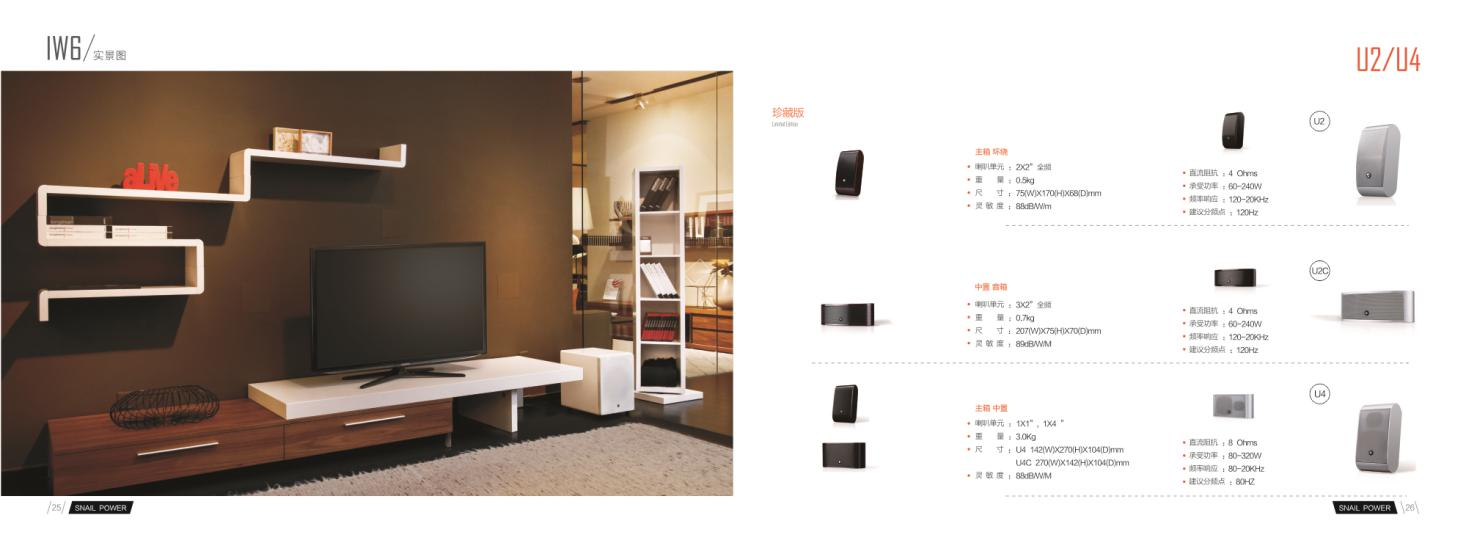 IW6/实景图
aLiVe
/25/ SNAIL POWER
U2/U4
珍藏版
Limited Edition
主箱 环绕
• 喇叭单元 ： 2X2” 全频
• 重 量 ： 0.5kg
• 尺 寸 ： 75(W)X170(H)X68(D)mm
• 灵 敏 度 ： 88dB/W/m
• 直流阻抗 ： 4 Ohms
• 承受功率 ： 60-240W
• 频率响应 ： 120-20KHz
• 建议分频点 ： 120Hz
U2
中置 音箱
• 喇叭单元 ： 3X2” 全频
• 重 量 ： 0.7kg
• 尺 寸 ： 207(W)X75(H)X70(D)mm
• 灵 敏 度 ： 89dB/W/M
• 直流阻抗 ： 4 Ohms
• 承受功率 ： 60-240W
• 频率响应 ： 120-20KHz
• 建议分频点 ： 120Hz
U2C
主箱 中置
• 喇叭单元 ： 1X1” , 1X4 ”
• 重 量 ： 3.0Kg
• 尺 寸 ： U4 142(W)X270(H)X104(D)mm
U4C 270(W)X142(H)X104(D)mm
• 灵 敏 度 ： 88dB/W/M
• 直流阻抗 ： 8 Ohms
• 承受功率 ： 80-320W
• 频率响应 ： 80-20KHz
• 建议分频点 ： 80HZ
U4
SNAIL POWER \26\